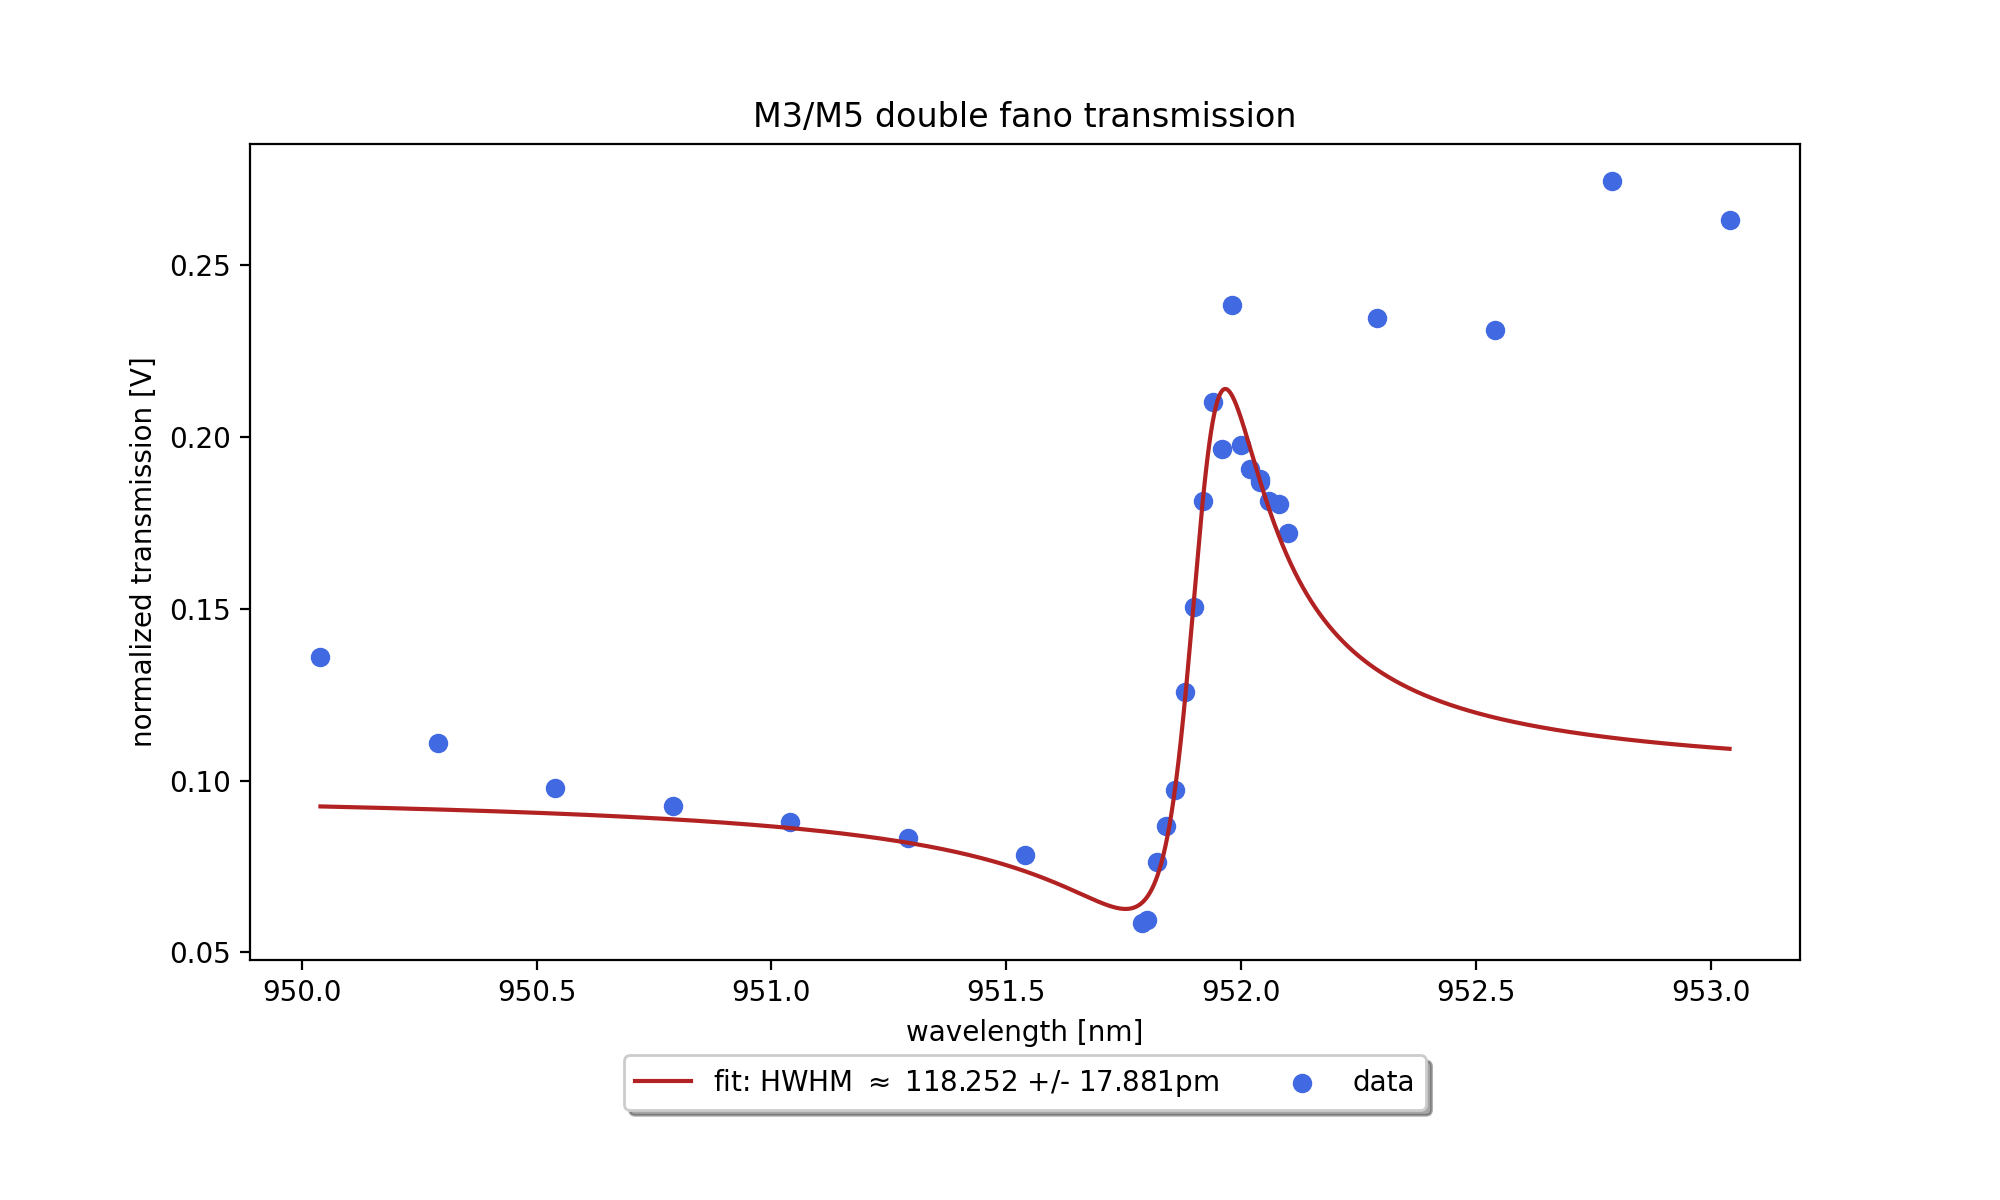 M3/M5 double fano transmission
normalized transmission [V]
0.25
0.20
0.15
0.10
0.05
950.0 950.5 951.0 951.5 952.0 952.5 953.0
wavelength [nm]
fit: HWHM ≈ 118.252 +/- 17.881pm data